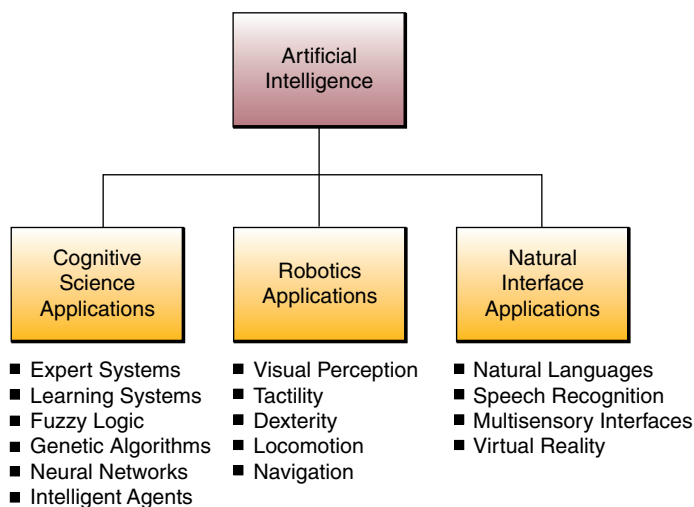 Artificial
Intelligence
Cognitive
Science
Applications
Robotics
Applications
Natural
Interface
Applications
Expert Systems
Learning Systems
Fuzzy Logic
Genetic Algorithms
Neural Networks
Intelligent Agents
Visual Perception
Tactility
Dexterity
Locomotion
Navigation
Natural Languages
Speech Recognition
Multisensory Interfaces
Virtual Reality